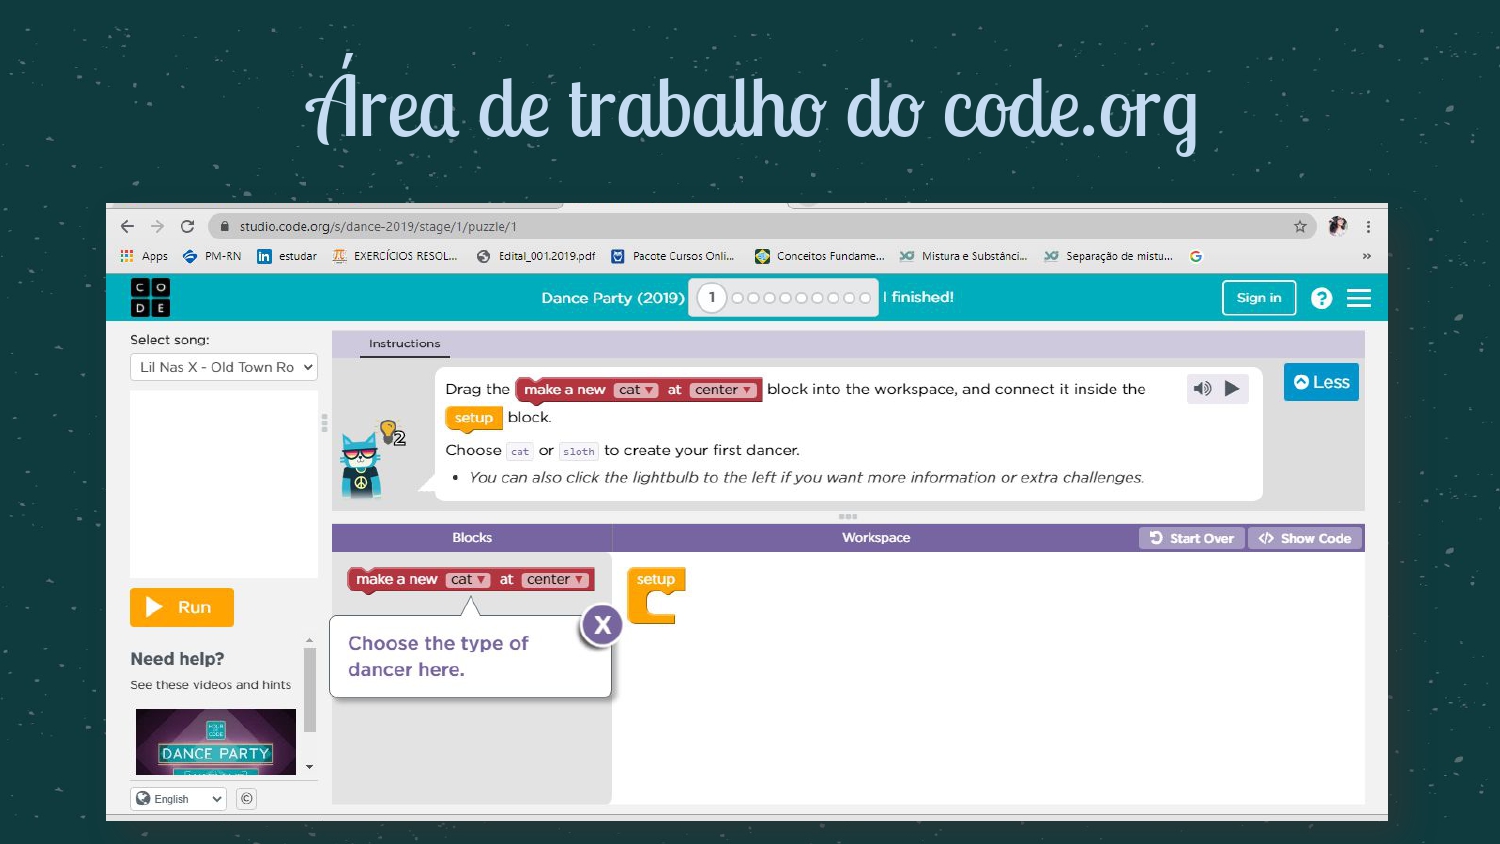 Área de trabalho do code.org
studio.code.org/s/dance-2019/stage/1/puzzle/1
Apps PM-RN estudar EXERCÍCIOS RESOL... Edital_001.2019.pdf Pacote Cursos Onli... Conceitos Fundame... Mistura e Substânci... Separação de mistu... »
C O
D E
Dance Party (2019) 1 I finished! Sign in ?
Select song:
Lil Nas X - Old Town Ro
Instructions
Drag the make a new cat at center block into the workspace, and connect it inside the
setup block.
Choose cat or sloth to create your first dancer.
• You can also click the lightbulb to the left if you want more information or extra challenges.
2
Less
Blocks Workspace Start Over </> Show Code
make a new cat at center
setup
Choose the type of
dancer here.
X
Run
Need help?
See these videos and hints
HOUR
OF
CODE
DANCE PARTY
English ©